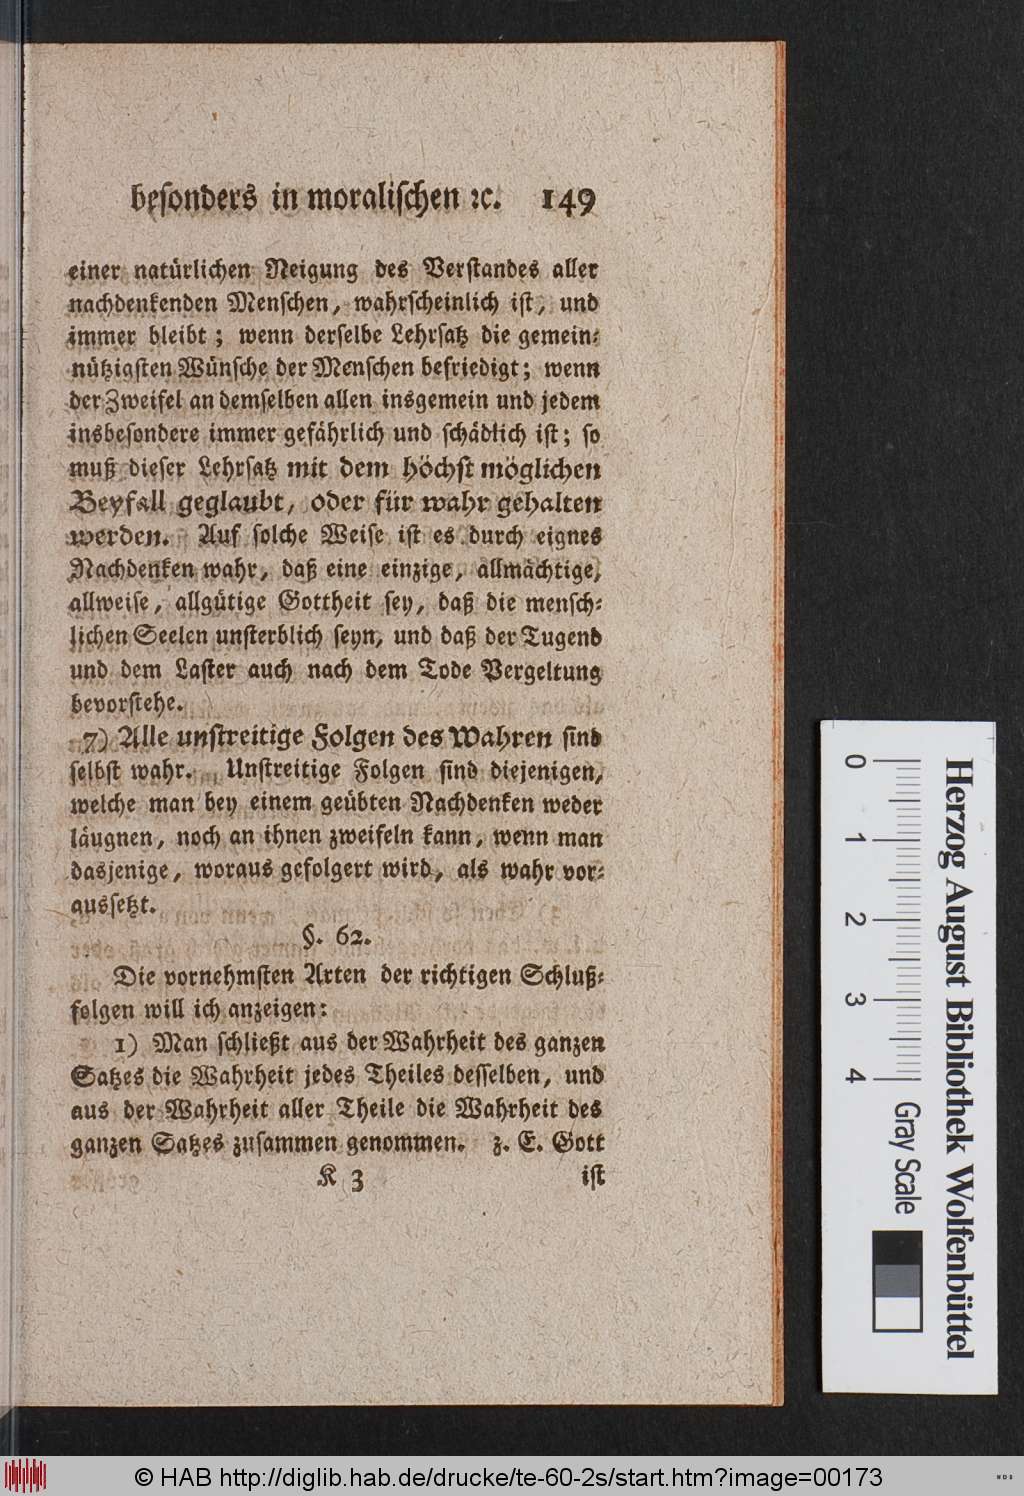 besonders in moralischen ꝛc. 149
einer natürlichen Neigung des Verstandes aller
nachdenkenden Menschen, wahrscheinlich ist, und
immer bleibt; wenn derselbe Lehrsatz die gemein⸗
nützigsten Wünsche der Menschen befriedigt; wenn
der Zweifel an demselben allen insgemein und jedem
insbesondere immer gefährlich und schädlich ist; so
muß dieser Lehrsatz mit dem höchst möglichen
Beyfall geglaubt, oder für wahr gehalten
werden. Auf solche Weise ist es durch eignes
Nachdenken wahr, daß eine einzige, allmächtige,
allweise, allgütige Gottheit sey, daß die mensch⸗
lichen Seelen unsterblich seyn, und daß der Tugend
und dem Laster auch nach dem Tode Vergeltung
bevorstehe.
7) Alle unstreitige Folgen des Wahren sind
selbst wahr. Unstreitige Folgen sind diejenigen,
welche man bey einem geübten Nachdenken weder
läugnen, noch an ihnen zweifeln kann, wenn man
dasjenige, woraus gefolgert wird, als wahr vor⸗
aussetzt.
§. 62.
Die vornehmsten Arten der richtigen Schluß⸗
folgen will ich anzeigen:
1) Man schließt aus der Wahrheit des ganzen
Satzes die Wahrheit jedes Theiles desselben, und
aus der Wahrheit aller Theile die Wahrheit des
ganzen Satzes zusammen genommen. z. E. Gott
K 3 ist
0 1 2 3 4 Gray Scale
Herzog August Bibliothek Wolfenbüttel
© HAB http://diglib.hab.de/drucke/te-60-2s/start.htm?image=00173